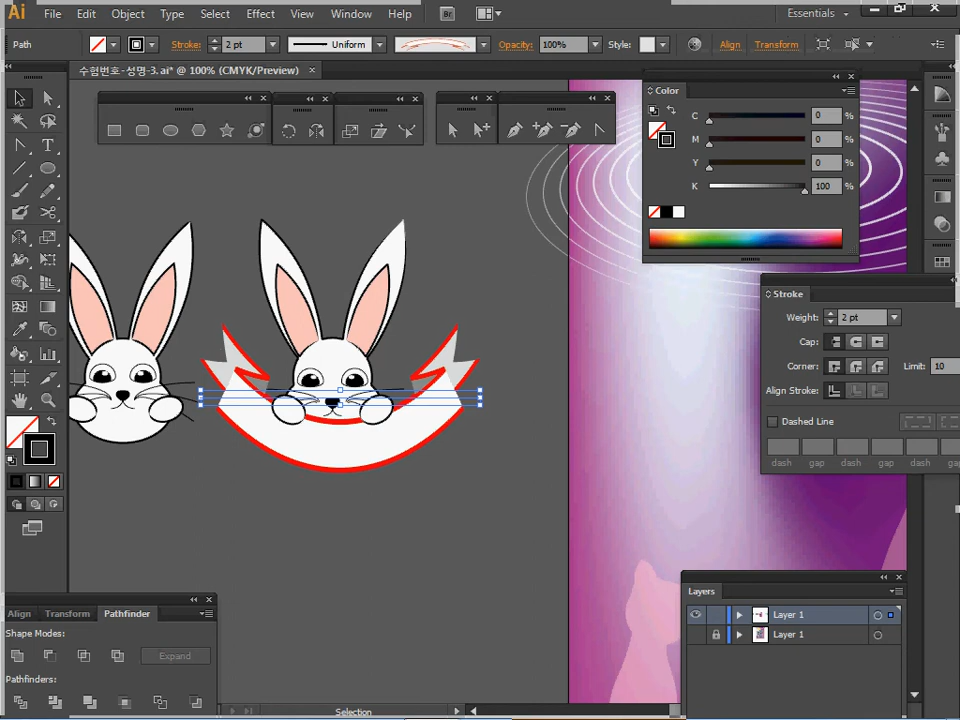 Ai File Edit Object Type Select Effect View Window Help Br Essentials
Path Stroke: 2 pt Uniform Opacity: 100% Style: Align Transform
수험번호-성명-3.ai* @ 100% (CMYK/Preview)
Color
C 0 %
M 0 %
Y 0 %
K 100 %
Stroke
Weight: 2 pt
Cap:
Corner: Limit: 10
Align Stroke:
Dashed Line
dash gap dash gap dash gap
Layers
Layer 1
Layer 1
Align Transform Pathfinder
Shape Modes:
Expand
Pathfinders:
Selection